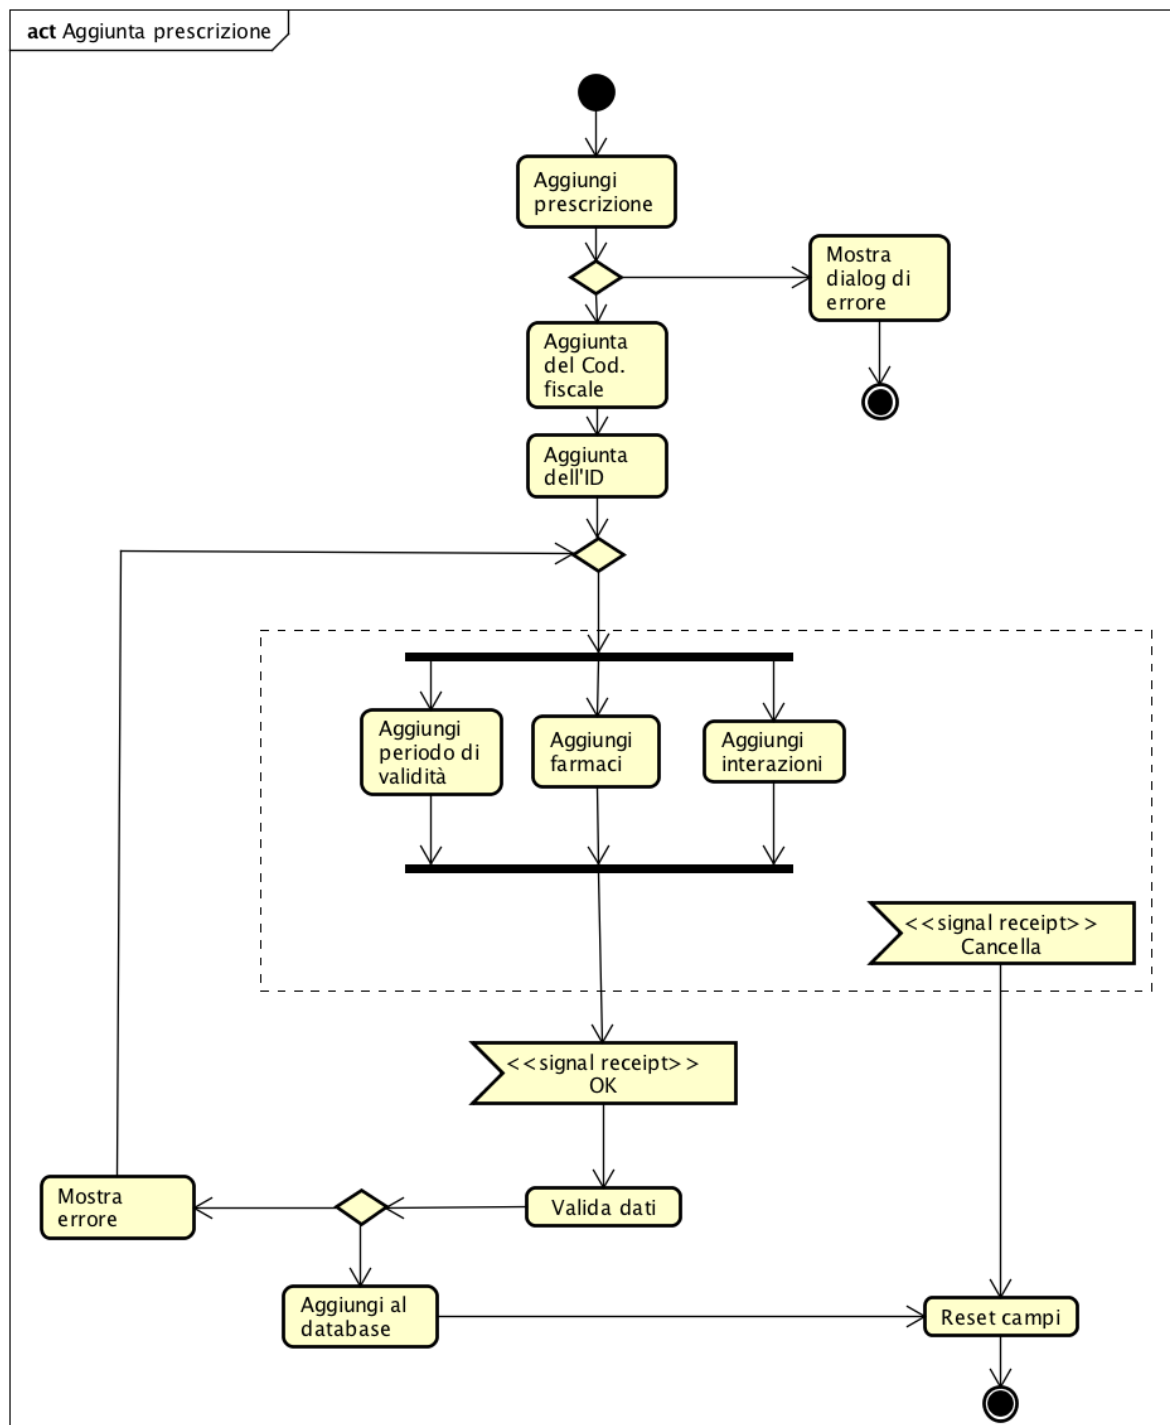 act Aggiunta prescrizione
Aggiungi
prescrizione
Mostra
dialog di
errore
Aggiunta
del Cod.
fiscale
Aggiunta
dell'ID
Aggiungi
periodo di
validità
Aggiungi
farmaci
Aggiungi
interazioni
<<signal receipt>>
Cancella
<<signal receipt>>
OK
Valida dati
Mostra
errore
Aggiungi al
database
Reset campi